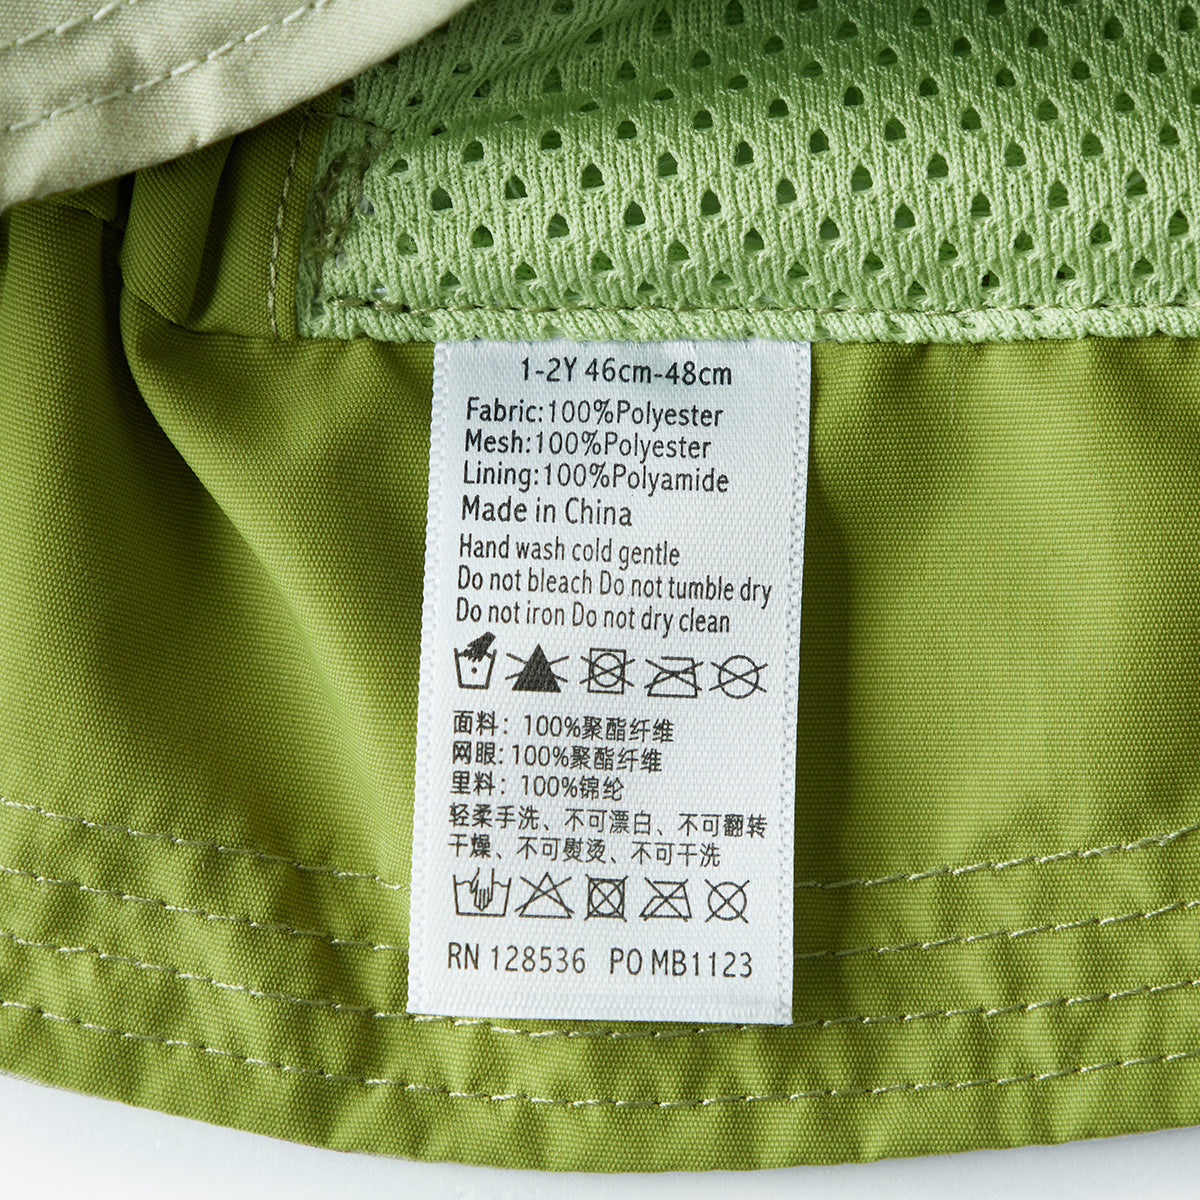 1-2Y 46cm-48cm
Fabric:100%Polyester
Mesh:100%Polyester
Lining:100%Polyamide
Made in China
Hand wash cold gentle
Do not bleach Do not tumble dry
Do not iron Do not dry clean
面料：100%聚酯纤维
网眼：100%聚酯纤维
里料：100%锦纶
轻柔手洗、不可漂白、不可翻转
干燥、不可熨烫、不可干洗
RN 128536 PO MB1123